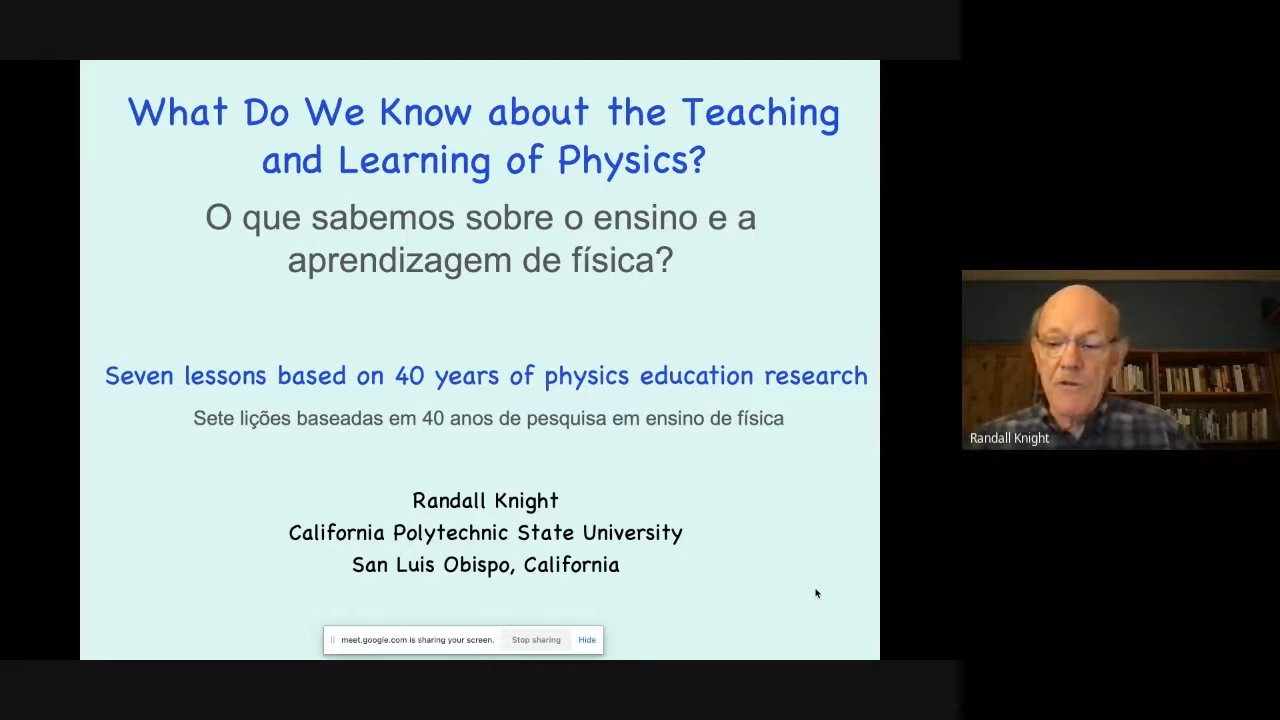 What Do We Know about the Teaching
and Learning of Physics?
O que sabemos sobre o ensino e a
aprendizagem de física?
Seven lessons based on 40 years of physics education research
Sete lições baseadas em 40 anos de pesquisa em ensino de física
Randall Knight
California Polytechnic State University
San Luis Obispo, California
meet.google.com is sharing your screen. Stop sharing Hide
Randall Knight